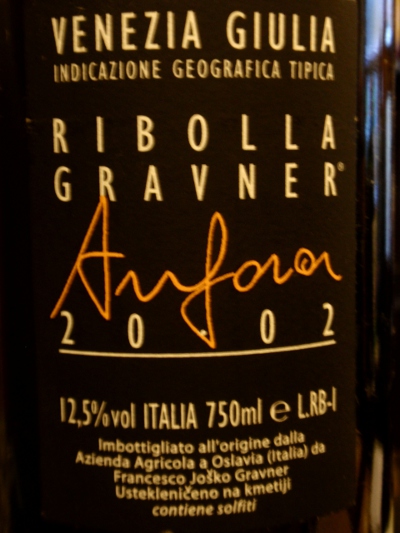 VENEZIA GIULIA
INDICAZIONE GEOGRAFICA TIPICA
RIBOLLA
GRAVNER®
Anfora
2002
12,5%vol ITALIA 750ml e L.RB-I
Imbottigliato all'origine dalla
Azienda Agricola a Oslavia (Italia) da
Francesco Joško Gravner
Ustekleničeno na kmetiji
contiene solfiti